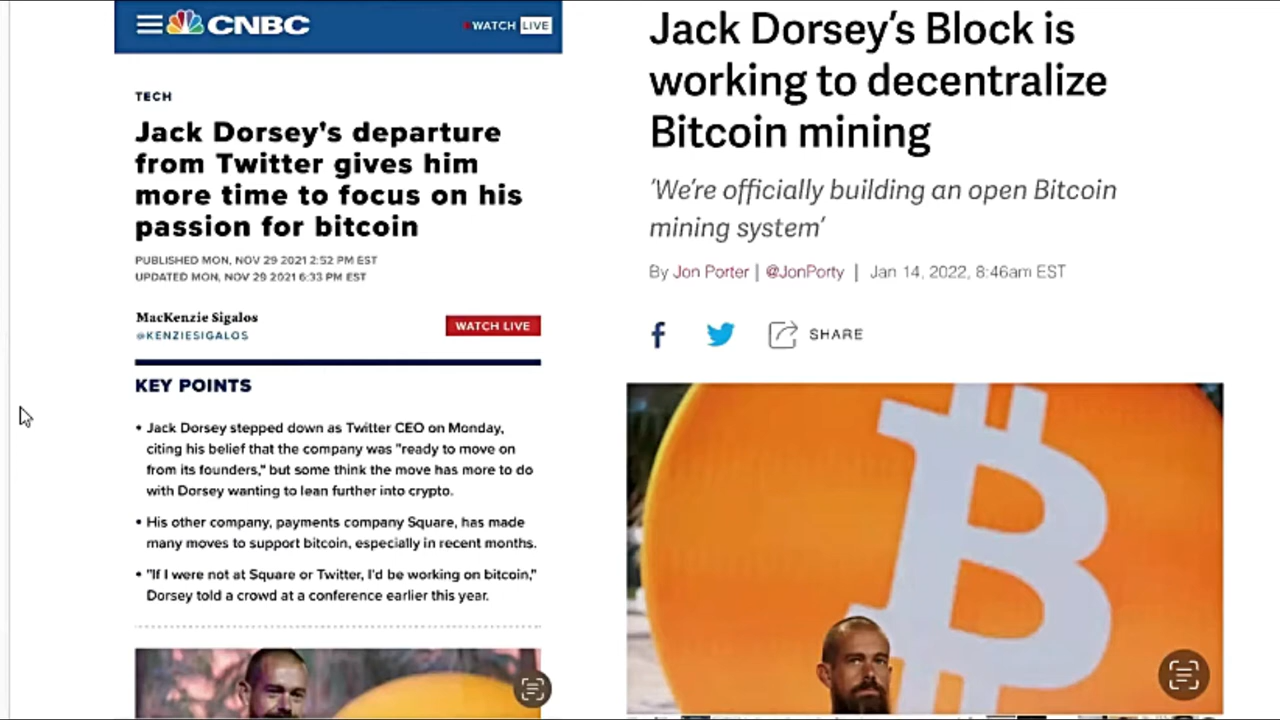 CNBC
WATCH LIVE
TECH
Jack Dorsey's departure
from Twitter gives him
more time to focus on his
passion for bitcoin
PUBLISHED MON, NOV 29 2021 2:52 PM EST
UPDATED MON, NOV 29 2021 6:33 PM EST
MacKenzie Sigalos
@KENZIESIGALOS
WATCH LIVE
KEY POINTS
• Jack Dorsey stepped down as Twitter CEO on Monday,
citing his belief that the company was "ready to move on
from its founders," but some think the move has more to do
with Dorsey wanting to lean further into crypto.
• His other company, payments company Square, has made
many moves to support bitcoin, especially in recent months.
• "If I were not at Square or Twitter, I'd be working on bitcoin,"
Dorsey told a crowd at a conference earlier this year.
Jack Dorsey's Block is
working to decentralize
Bitcoin mining
'We're officially building an open Bitcoin
mining system'
By Jon Porter | @JonPorty | Jan 14, 2022, 8:46am EST
SHARE